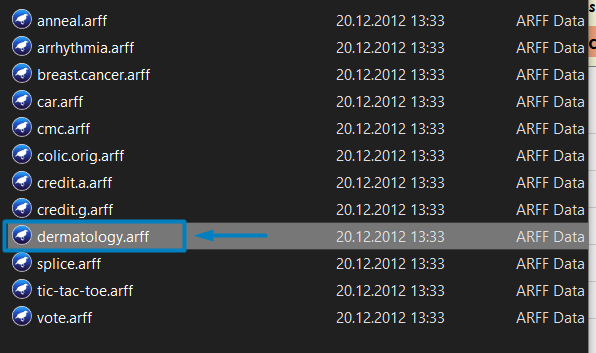 anneal.arff 20.12.2012 13:33 ARFF Data
arrhythmia.arff 20.12.2012 13:33 ARFF Data
breast.cancer.arff 20.12.2012 13:33 ARFF Data
car.arff 20.12.2012 13:33 ARFF Data
cmc.arff 20.12.2012 13:33 ARFF Data
colic.orig.arff 20.12.2012 13:33 ARFF Data
credit.a.arff 20.12.2012 13:33 ARFF Data
credit.g.arff 20.12.2012 13:33 ARFF Data
dermatology.arff 20.12.2012 13:33 ARFF Data
splice.arff 20.12.2012 13:33 ARFF Data
tic-tac-toe.arff 20.12.2012 13:33 ARFF Data
vote.arff 20.12.2012 13:33 ARFF Data